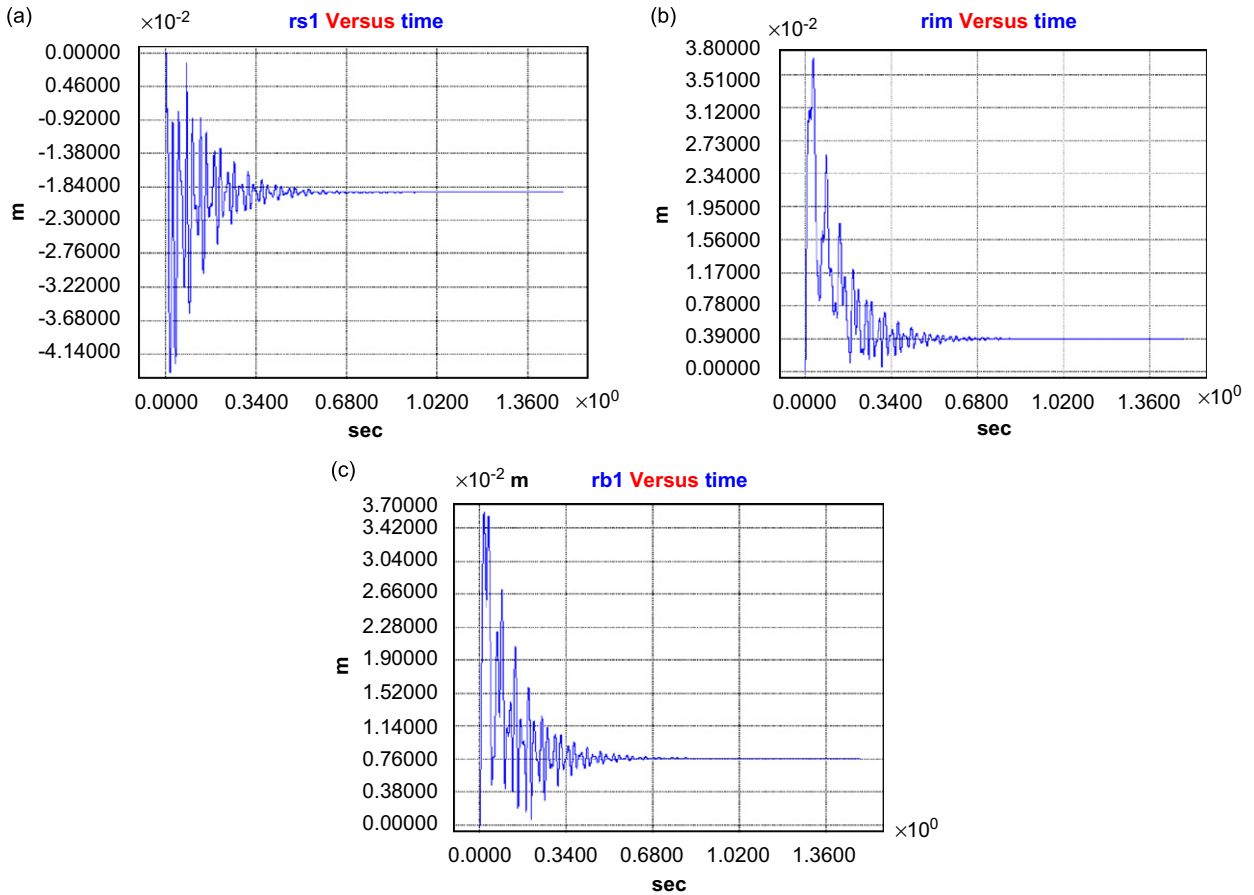 (a)
×10⁻²
rs1 Versus time
0.00000
0.46000
-0.92000
-1.38000
-1.84000
-2.30000
-2.76000
-3.22000
-3.68000
-4.14000
m
0.0000 0.3400 0.6800 1.0200 1.3600 ×10⁰
sec
(b)
×10⁻²
rim Versus time
3.80000
3.51000
3.12000
2.73000
2.34000
1.95000
1.56000
1.17000
0.78000
0.39000
0.00000
m
0.0000 0.3400 0.6800 1.0200 1.3600 ×10⁰
sec
(c)
×10⁻² m
rb1 Versus time
3.70000
3.42000
3.04000
2.66000
2.28000
1.90000
1.52000
1.14000
0.76000
0.38000
0.00000
m
×10⁰
0.0000 0.3400 0.6800 1.0200 1.3600
sec